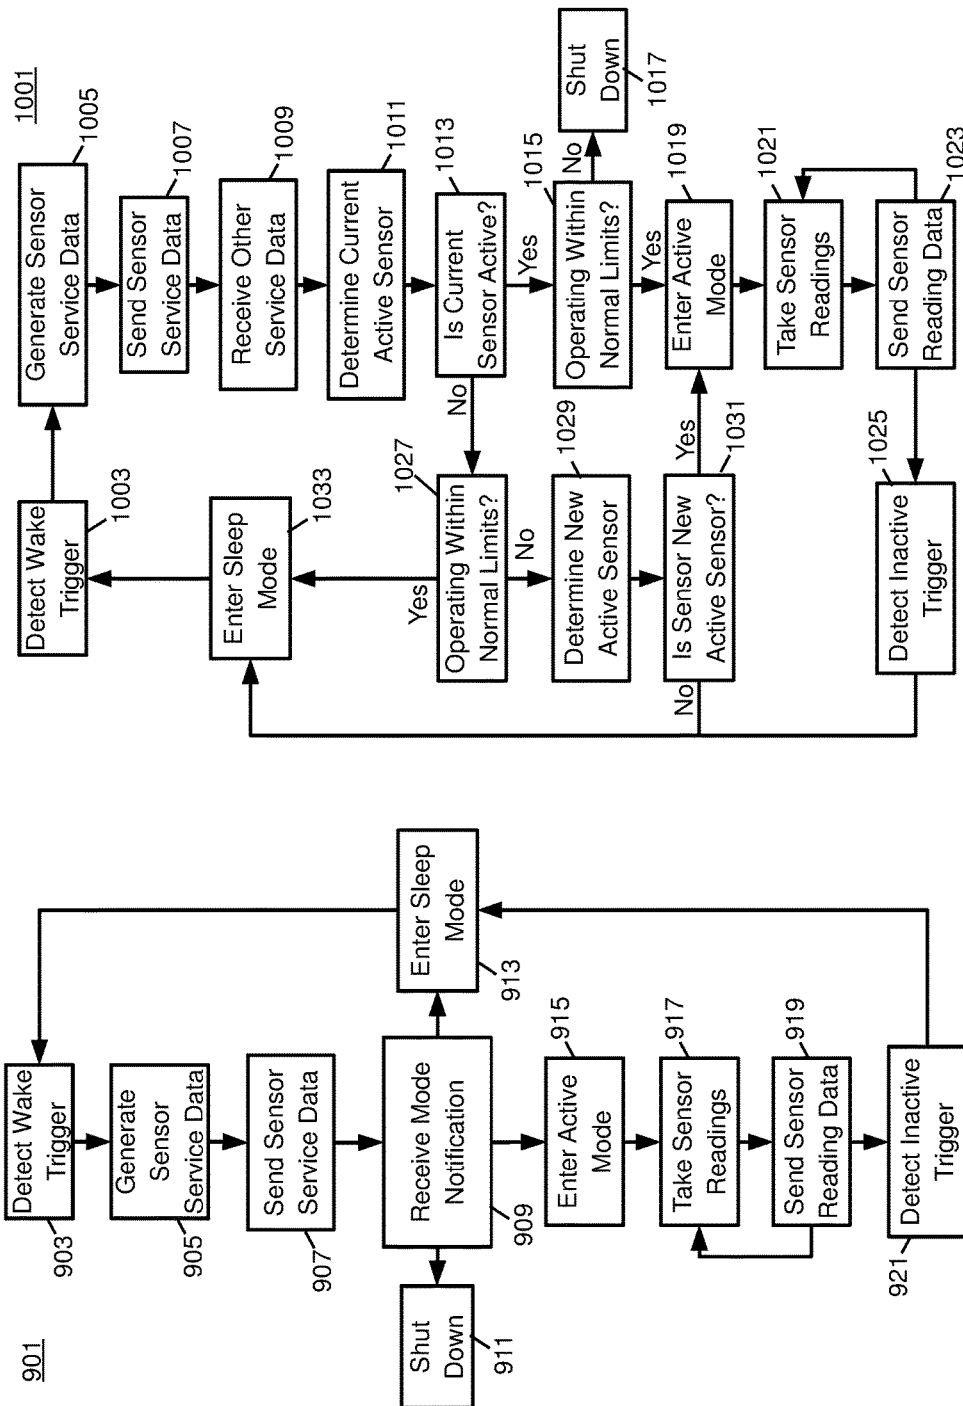 901
Detect Wake
Trigger
903
Generate
Sensor
Service Data
905
Send Sensor
Service Data
907
Receive Mode
Notification
909
Shut
Down
911
Enter Sleep
Mode
913
Enter Active
Mode
915
Take Sensor
Readings
917
Send Sensor
Reading Data
919
Detect Inactive
Trigger
921
1001
Detect Wake
Trigger
1003
Generate Sensor
Service Data
1005
Send Sensor
Service Data
1007
Receive Other
Service Data
1009
Determine Current
Active Sensor
1011
Is Current
Sensor Active?
1013
Yes
No
Operating Within
Normal Limits?
1015
No
Yes
Shut
Down
1017
Enter Active
Mode
1019
Take Sensor
Readings
1021
Send Sensor
Reading Data
1023
Detect Inactive
Trigger
1025
Operating Within
Normal Limits?
1027
Yes
No
Determine New
Active Sensor
1029
Is Sensor New
Active Sensor?
1031
Yes
No
Enter Sleep
Mode
1033